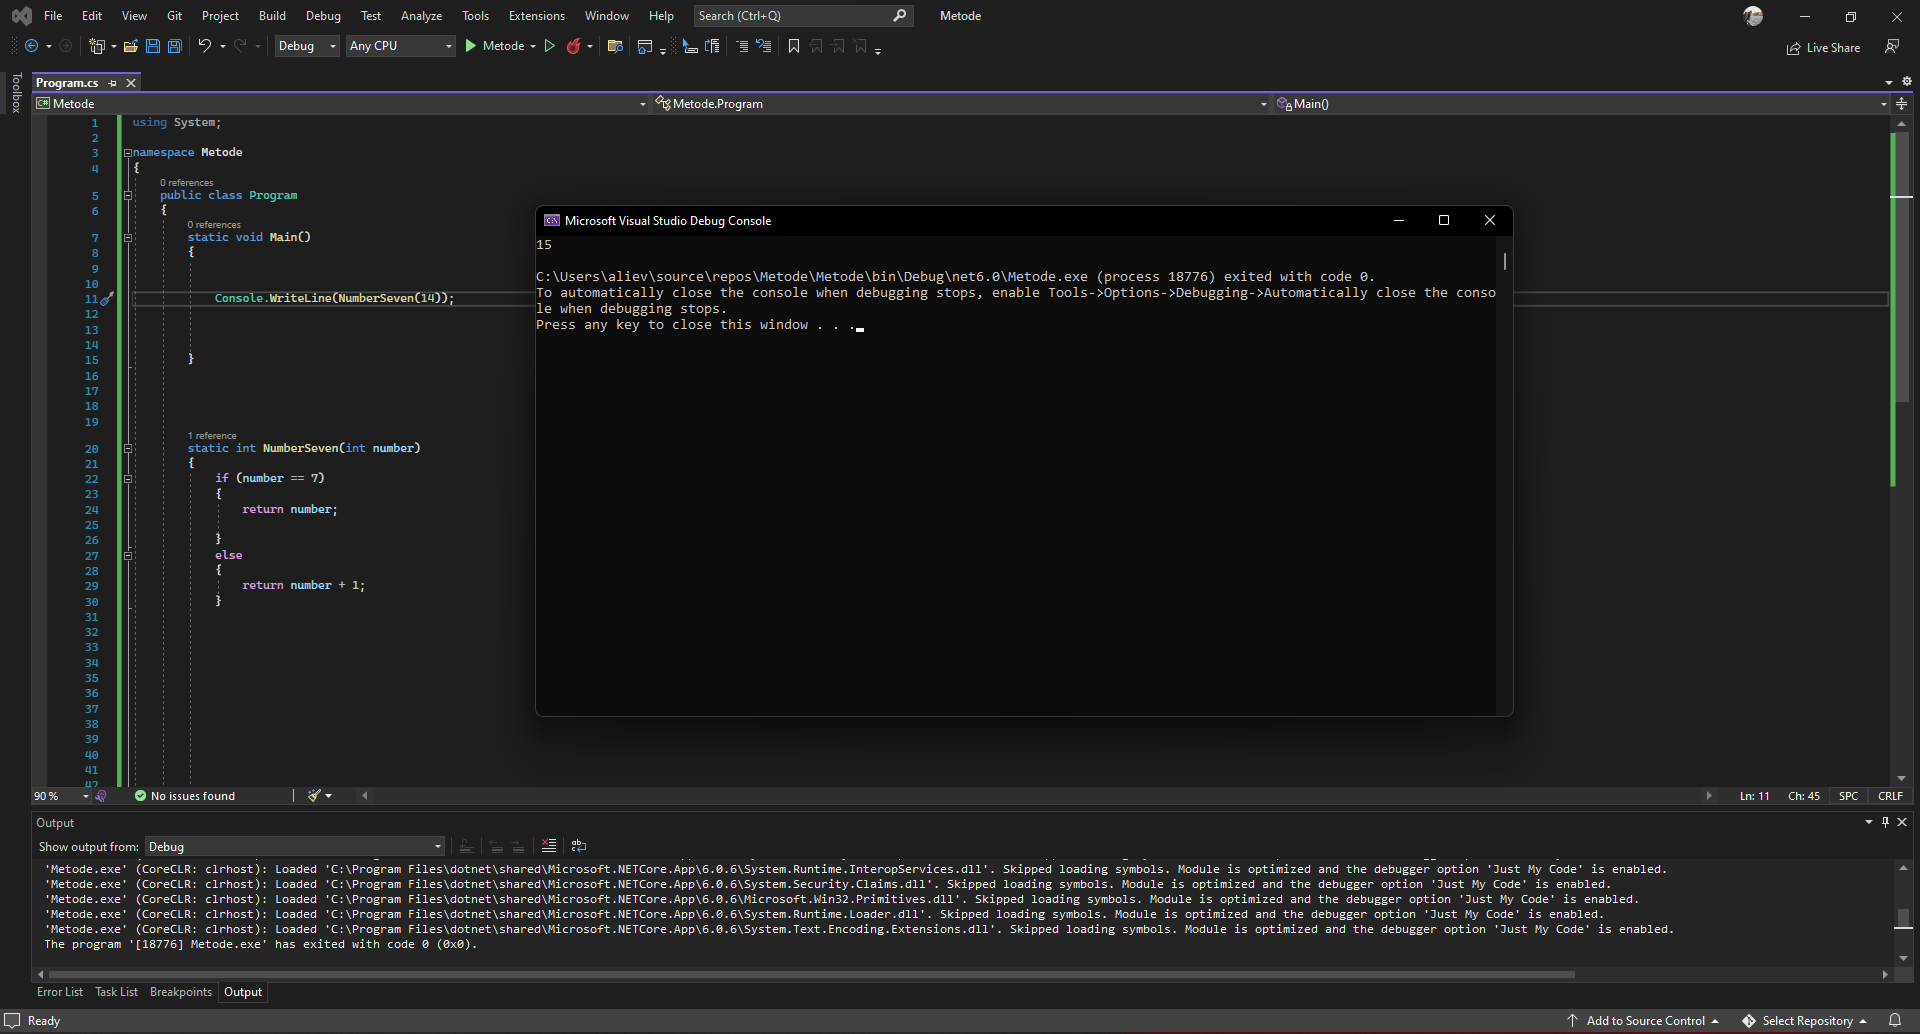 File Edit View Git Project Build Debug Test Analyze Tools Extensions Window Help Search (Ctrl+Q) Metode
Debug Any CPU Metode Live Share
Toolbox
Program.cs
Metode Metode.Program Main()
1 using System;
2
3 namespace Metode
4 {
0 references
5 public class Program
6 {
0 references
7 static void Main()
8 {
9
10
11 Console.WriteLine(NumberSeven(14));
12
13
14
15 }
16
17
18
19
1 reference
20 static int NumberSeven(int number)
21 {
22 if (number == 7)
23 {
24 return number;
25
26 }
27 else
28 {
29 return number + 1;
30 }
31
32
33
34
35
36
37
38
39
40
41
42
Microsoft Visual Studio Debug Console
15
C:\Users\aliev\source\repos\Metode\Metode\bin\Debug\net6.0\Metode.exe (process 18776) exited with code 0.
To automatically close the console when debugging stops, enable Tools->Options->Debugging->Automatically close the conso
le when debugging stops.
Press any key to close this window . . .
90 % No issues found Ln: 11 Ch: 45 SPC CRLF
Output
Show output from: Debug
'Metode.exe' (CoreCLR: clrhost): Loaded 'C:\Program Files\dotnet\shared\Microsoft.NETCore.App\6.0.6\System.Runtime.InteropServices.dll'. Skipped loading symbols. Module is optimized and the debugger option 'Just My Code' is enabled.
'Metode.exe' (CoreCLR: clrhost): Loaded 'C:\Program Files\dotnet\shared\Microsoft.NETCore.App\6.0.6\System.Security.Claims.dll'. Skipped loading symbols. Module is optimized and the debugger option 'Just My Code' is enabled.
'Metode.exe' (CoreCLR: clrhost): Loaded 'C:\Program Files\dotnet\shared\Microsoft.NETCore.App\6.0.6\Microsoft.Win32.Primitives.dll'. Skipped loading symbols. Module is optimized and the debugger option 'Just My Code' is enabled.
'Metode.exe' (CoreCLR: clrhost): Loaded 'C:\Program Files\dotnet\shared\Microsoft.NETCore.App\6.0.6\System.Runtime.Loader.dll'. Skipped loading symbols. Module is optimized and the debugger option 'Just My Code' is enabled.
'Metode.exe' (CoreCLR: clrhost): Loaded 'C:\Program Files\dotnet\shared\Microsoft.NETCore.App\6.0.6\System.Text.Encoding.Extensions.dll'. Skipped loading symbols. Module is optimized and the debugger option 'Just My Code' is enabled.
The program '[18776] Metode.exe' has exited with code 0 (0x0).
Error List Task List Breakpoints Output
Ready Add to Source Control Select Repository